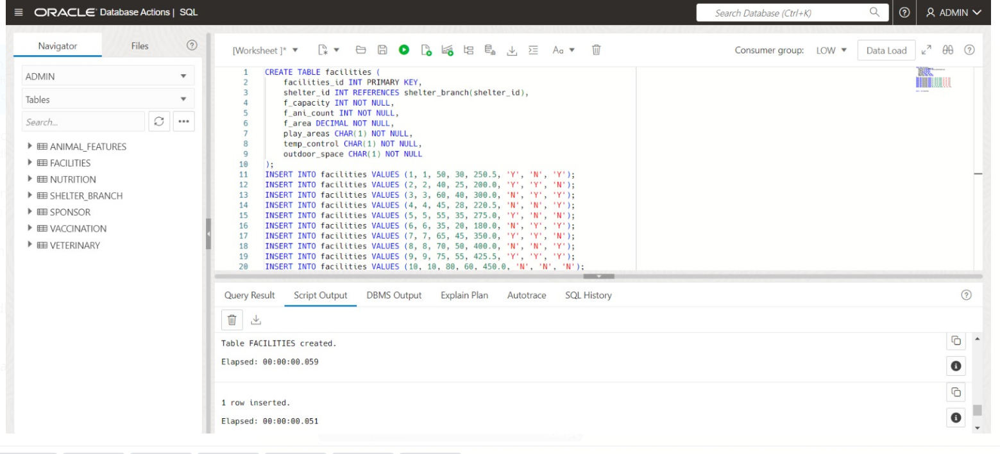 ORACLE Database Actions | SQL
Search Database (Ctrl+K)
ADMIN
Navigator
Files
ADMIN
Tables
Search...
ANIMAL_FEATURES
FACILITIES
NUTRITION
SHELTER_BRANCH
SPONSOR
VACCINATION
VETERINARY
[Worksheet ]*
Aa
Consumer group: LOW
Data Load
1 CREATE TABLE facilities (
2 facilities_id INT PRIMARY KEY,
3 shelter_id INT REFERENCES shelter_branch(shelter_id),
4 f_capacity INT NOT NULL,
5 f_ani_count INT NOT NULL,
6 f_area DECIMAL NOT NULL,
7 play_areas CHAR(1) NOT NULL,
8 temp_control CHAR(1) NOT NULL,
9 outdoor_space CHAR(1) NOT NULL
10 );
11 INSERT INTO facilities VALUES (1, 1, 50, 30, 250.5, 'Y', 'N', 'Y');
12 INSERT INTO facilities VALUES (2, 2, 40, 25, 200.0, 'Y', 'Y', 'N');
13 INSERT INTO facilities VALUES (3, 3, 60, 40, 300.0, 'N', 'Y', 'Y');
14 INSERT INTO facilities VALUES (4, 4, 45, 28, 220.5, 'N', 'N', 'Y');
15 INSERT INTO facilities VALUES (5, 5, 55, 35, 275.0, 'Y', 'N', 'N');
16 INSERT INTO facilities VALUES (6, 6, 35, 20, 180.0, 'N', 'Y', 'Y');
17 INSERT INTO facilities VALUES (7, 7, 65, 45, 350.0, 'Y', 'Y', 'N');
18 INSERT INTO facilities VALUES (8, 8, 70, 50, 400.0, 'N', 'N', 'Y');
19 INSERT INTO facilities VALUES (9, 9, 75, 55, 425.5, 'Y', 'Y', 'Y');
20 INSERT INTO facilities VALUES (10, 10, 80, 60, 450.0, 'N', 'N', 'N');
Query Result
Script Output
DBMS Output
Explain Plan
Autotrace
SQL History
Table FACILITIES created.
Elapsed: 00:00:00.059
1 row inserted.
Elapsed: 00:00:00.051